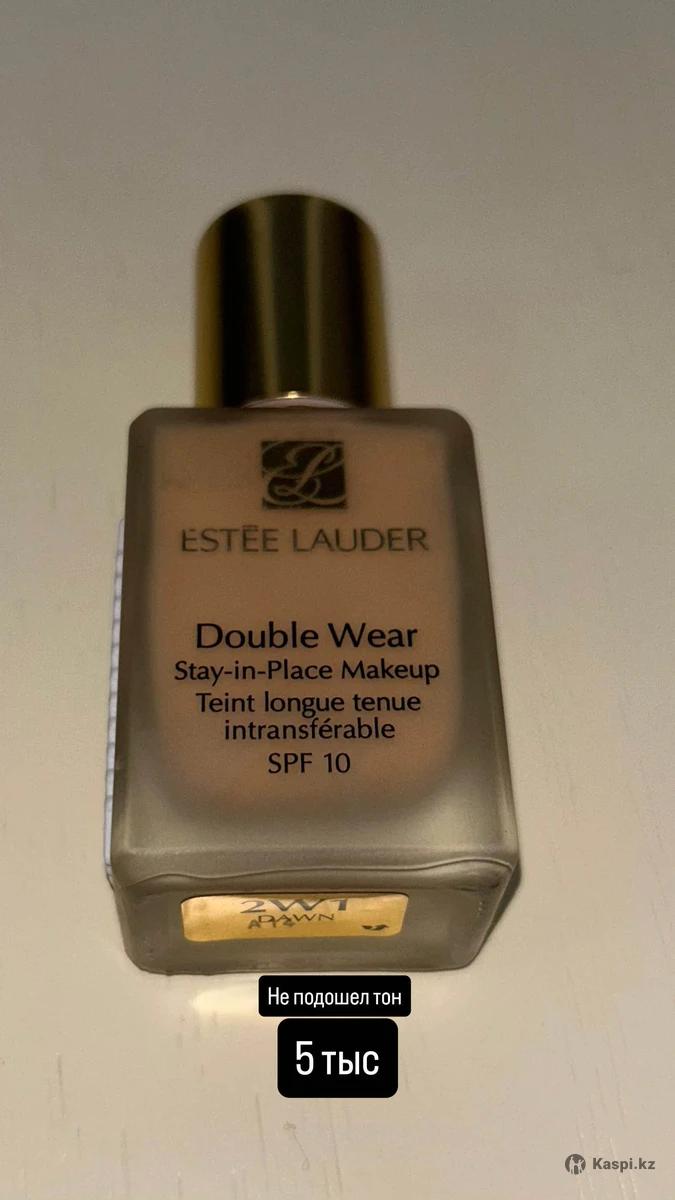 ESTĒE LAUDER
Double Wear
Stay-in-Place Makeup
Teint longue tenue
intransférable
SPF 10
2W1
DAWN
Не подошел тон
5 тыс
Kaspi.kz